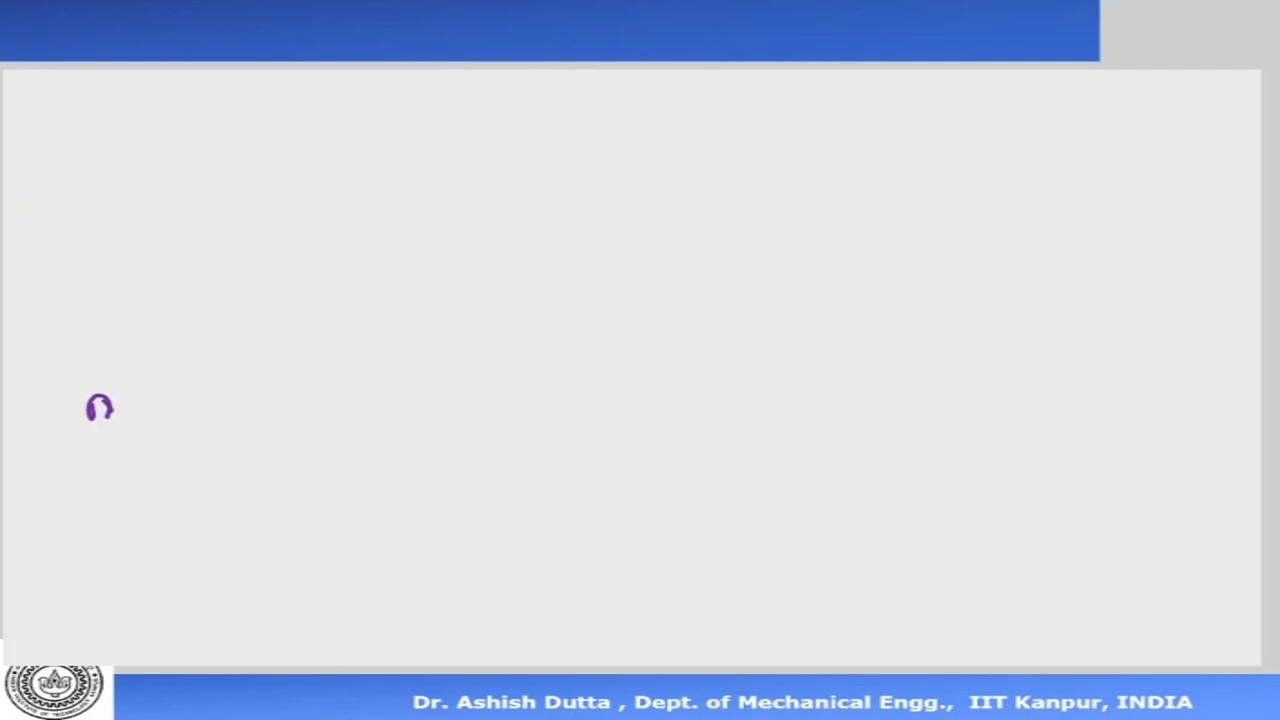 Dr. Ashish Dutta , Dept. of Mechanical Engg.,  IIT Kanpur, INDIA